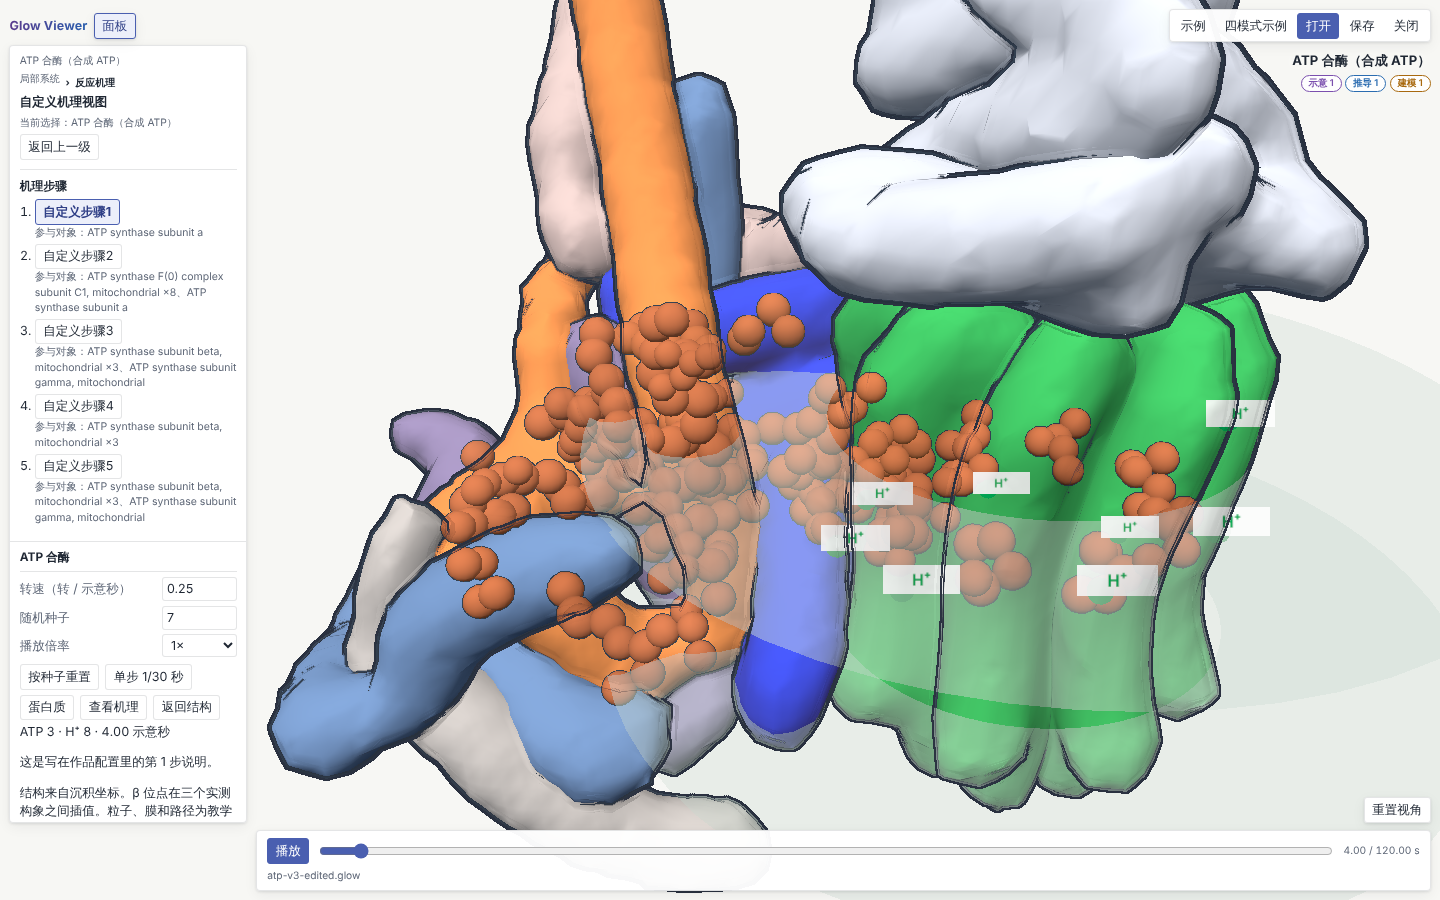 Glow Viewer
面板
示例
四模式示例
打开
保存
关闭
ATP 合酶（合成 ATP）
示意 1
推导 1
建模 1
ATP 合酶（合成 ATP）
局部系统 › 反应机理
自定义机理视图
当前选择：ATP 合酶（合成 ATP）
返回上一级
机理步骤
1. 自定义步骤1
参与对象：ATP synthase subunit a
2. 自定义步骤2
参与对象：ATP synthase F(0) complex
subunit C1, mitochondrial ×8、ATP
synthase subunit a
3. 自定义步骤3
参与对象：ATP synthase subunit beta,
mitochondrial ×3、ATP synthase subunit
gamma, mitochondrial
4. 自定义步骤4
参与对象：ATP synthase subunit beta,
mitochondrial ×3
5. 自定义步骤5
参与对象：ATP synthase subunit beta,
mitochondrial ×3、ATP synthase subunit
gamma, mitochondrial
ATP 合酶
转速（转 / 示意秒） 0.25
随机种子 7
播放倍率 1×
按种子重置 单步 1/30 秒
蛋白质 查看机理 返回结构
ATP 3 · H⁺ 8 · 4.00 示意秒
这是写在作品配置里的第 1 步说明。
结构来自沉积坐标。β 位点在三个实测
构象之间插值。粒子、膜和路径为教学
H⁺
H⁺
H⁺
H⁺
H⁺
H⁺
H⁺
H⁺
重置视角
播放
4.00 / 120.00 s
atp-v3-edited.glow